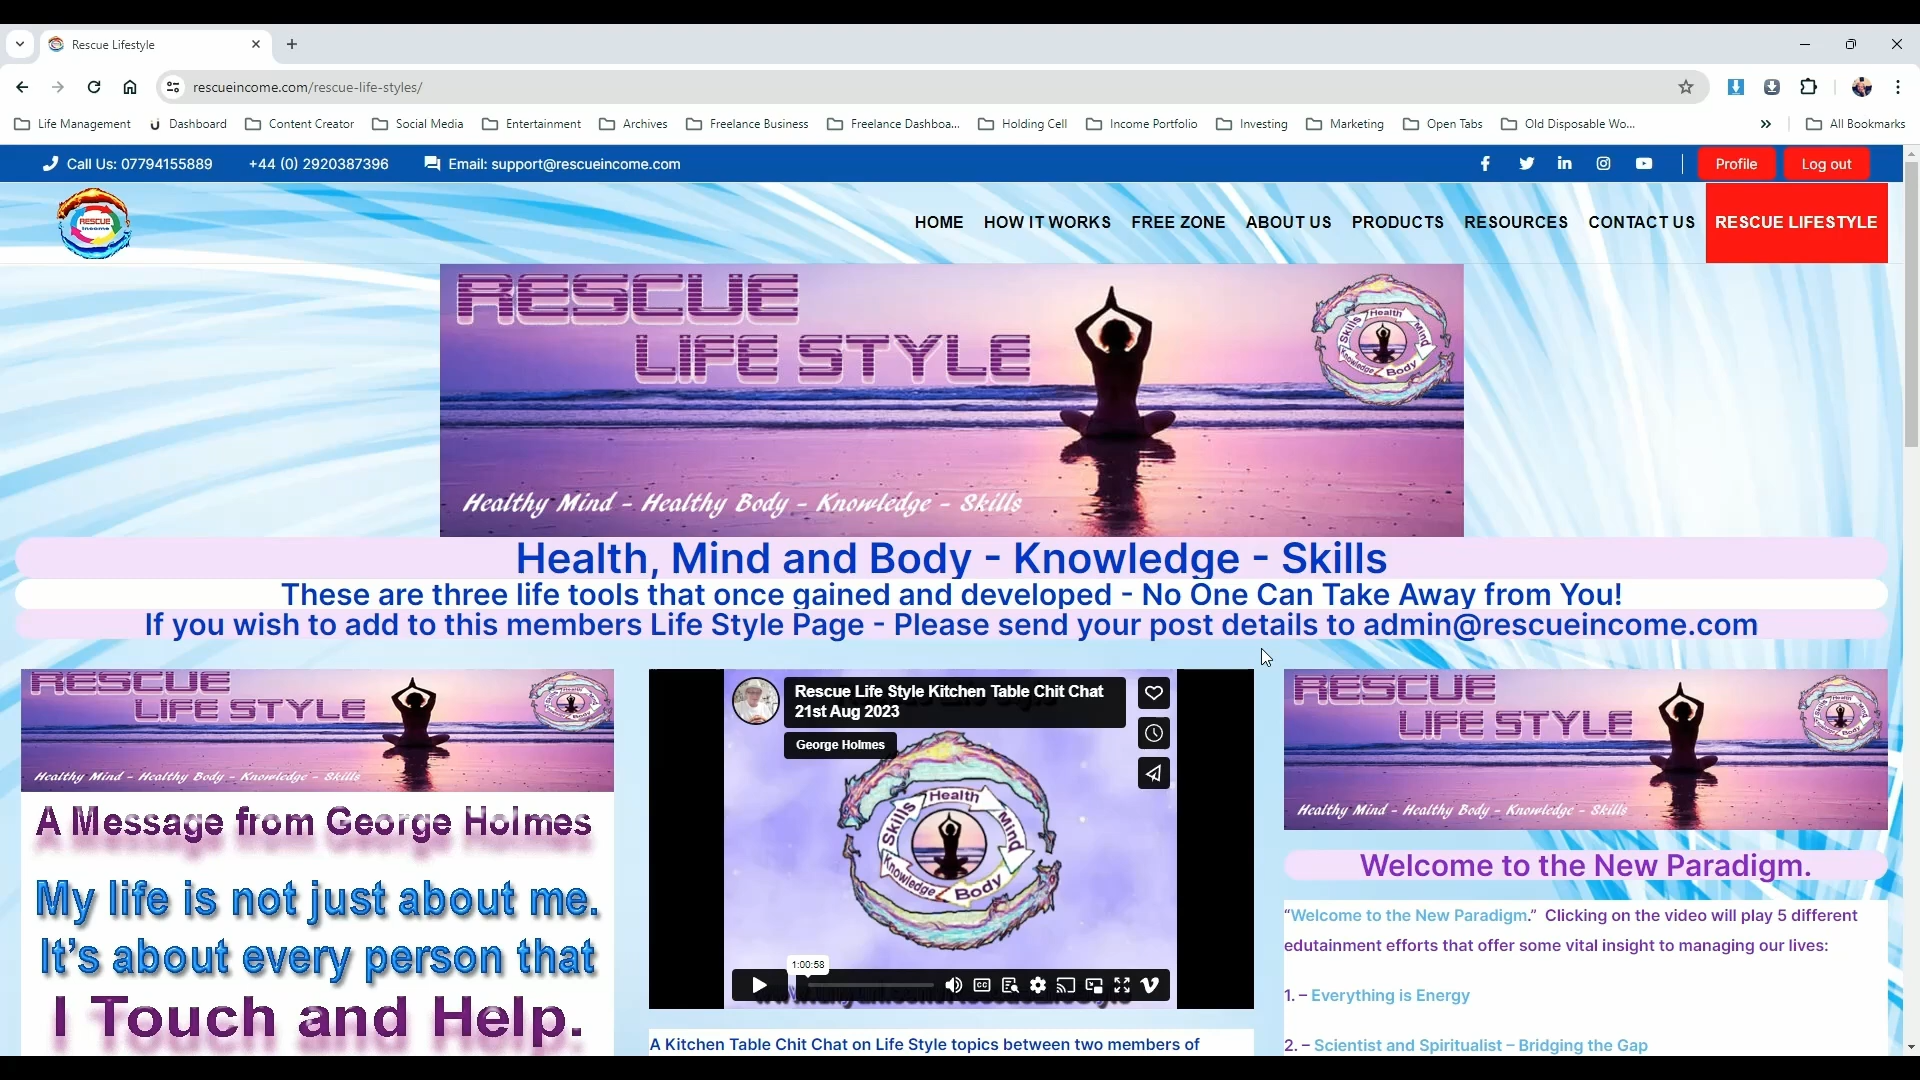 Rescue Lifestyle
rescueincome.com/rescue-life-styles/
Life Management
Dashboard
Content Creator
Social Media
Entertainment
Archives
Freelance Business
Freelance Dashboa...
Holding Cell
Income Portfolio
Investing
Marketing
Open Tabs
Old Disposable Wo...
All Bookmarks
Call Us: 07794155889
+44 (0) 2920387396
Email: support@rescueincome.com
Profile
Log out
RESCUE
Income
HOME
HOW IT WORKS
FREE ZONE
ABOUT US
PRODUCTS
RESOURCES
CONTACT US
RESCUE LIFESTYLE
RESCUE
LIFE STYLE
Health
Mind
Body
Knowledge
Skills
Healthy Mind - Healthy Body - Knowledge - Skills
Health, Mind and Body - Knowledge - Skills
These are three life tools that once gained and developed - No One Can Take Away from You!
If you wish to add to this members Life Style Page - Please send your post details to admin@rescueincome.com
RESCUE
LIFE STYLE
Healthy Mind - Healthy Body - Knowledge - Skills
A Message from George Holmes
My life is not just about me.
It's about every person that
I Touch and Help.
Rescue Life Style Kitchen Table Chit Chat
21st Aug 2023
George Holmes
Health
Mind
Body
Knowledge
Skills
1:00:58
CC
A Kitchen Table Chit Chat on Life Style topics between two members of
RESCUE
LIFE STYLE
Healthy Mind - Healthy Body - Knowledge - Skills
Welcome to the New Paradigm.
“Welcome to the New Paradigm.” Clicking on the video will play 5 different
edutainment efforts that offer some vital insight to managing our lives:
1. – Everything is Energy
2. – Scientist and Spiritualist – Bridging the Gap